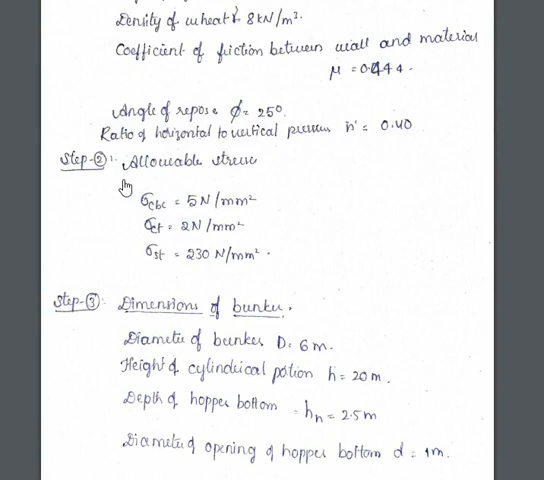 Density of wheat γ 8 kN/m³.
Coefficient of friction between wall and material
μ = 0.444.
Angle of repose φ = 25°.
Ratio of horizontal to vertical pressure n = 0.40
Step-②: Allowable stress
σcbc = 5 N/mm²
σct = 2 N/mm²
σst = 230 N/mm².
Step-③: Dimensions of bunker.
Diameter of bunker D = 6 m.
Height of cylindrical potion h = 20 m.
Depth of hopper bottom = hn = 2.5 m
Diameter of opening of hopper bottom d = 1m.